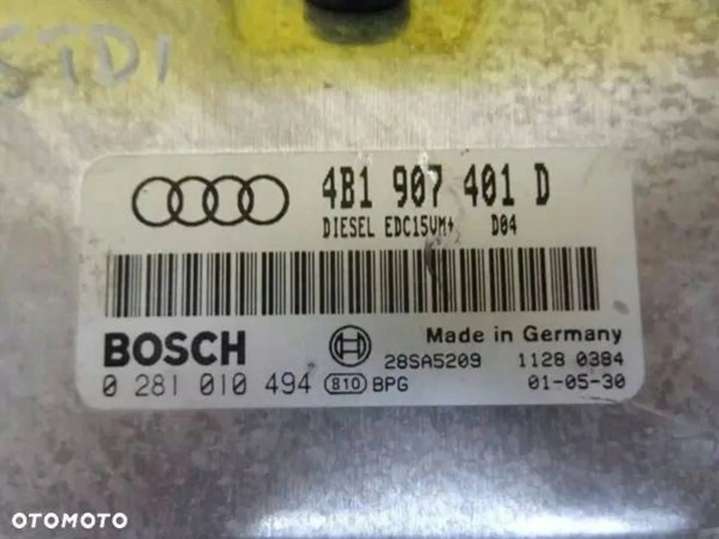 5TDI
4B1 907 401 D
DIESEL EDC15VM+ D04
BOSCH
Made in Germany
28SA5209 1128 0384
0 281 010 494 810 BPG 01-05-30
OTOMOTO